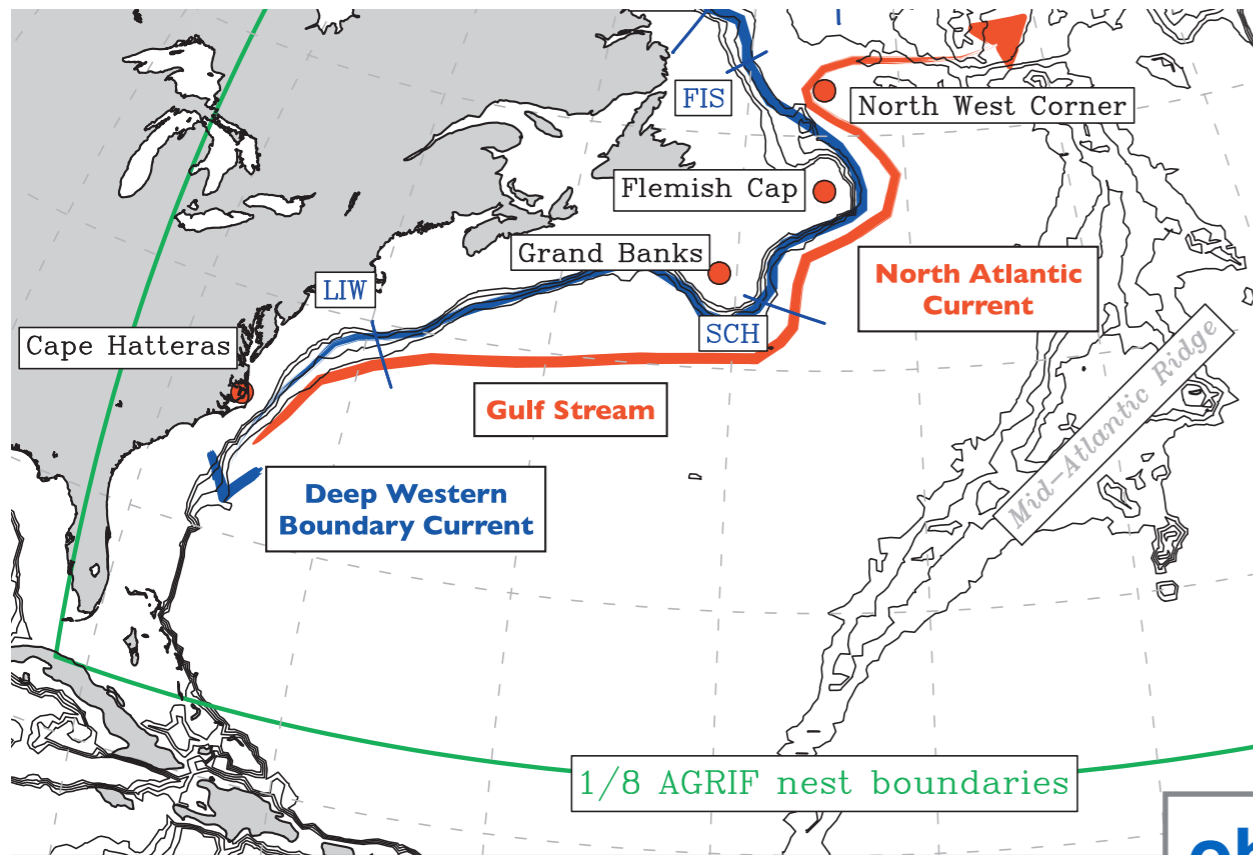 FIS
North West Corner
Flemish Cap
Grand Banks
North Atlantic
Current
LIW
SCH
Cape Hatteras
Mid-Atlantic Ridge
Gulf Stream
Deep Western
Boundary Current
1/8 AGRIF nest boundaries